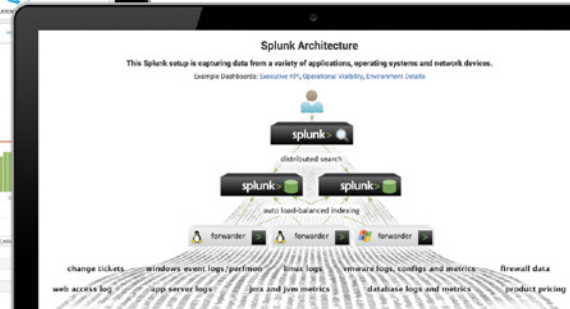 Splunk Architecture
This Splunk setup is capturing data from a variety of applications, operating systems and network devices.
Example Dashboards: Executive KPI, Operational Visibility, Environment Details
splunk>
distributed search
splunk> splunk>
auto load-balanced indexing
forwarder > forwarder > forwarder >
change tickets windows event logs/perfmon linux logs vmware logs, configs and metrics firewall data
web access log app server logs jmx and jvm metrics database logs and metrics product pricing